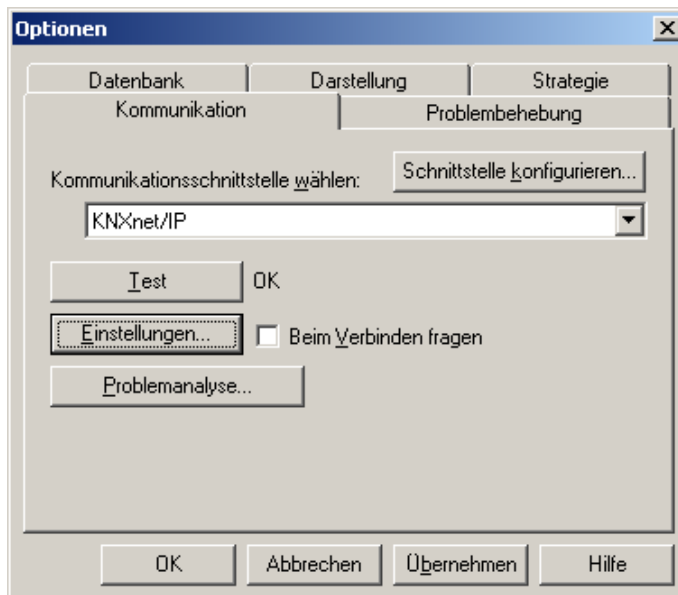 Optionen
Datenbank Darstellung Strategie
Kommunikation Problembehebung
Kommunikationsschnittstelle wählen: Schnittstelle konfigurieren...
KNXnet/IP
Test OK
Einstellungen... Beim Verbinden fragen
Problemanalyse...
OK Abbrechen Übernehmen Hilfe